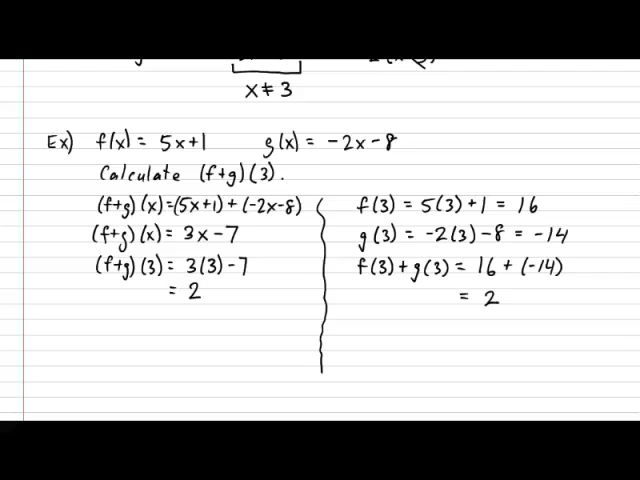 x ≠ 3
Ex) f(x) = 5x+1 g(x) = -2x-8
Calculate (f+g)(3).
(f+g)(x)=(5x+1)+(-2x-8)
(f+g)(x) = 3x-7
(f+g)(3) = 3(3)-7
= 2
f(3) = 5(3)+1 = 16
g(3) = -2(3)-8 = -14
f(3)+g(3) = 16 + (-14)
= 2